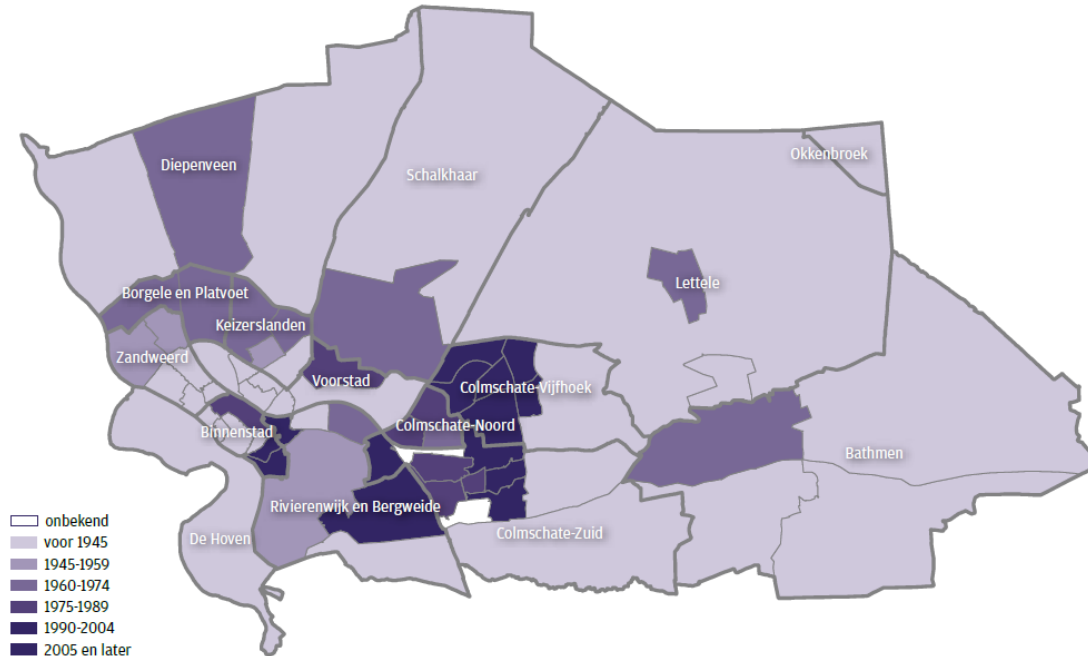 Okkenbroek
Diepenveen
Schalkhaar
Lettele
Borgele en Platvoet
Keizerslanden
Zandweerd
Voorstad
Colmschate-Vijfhoek
Colmschate-Noord
Binnenstad
Bathmen
Rivierenwijk en Bergweide
De Hoven
Colmschate-Zuid
onbekend
voor 1945
1945-1959
1960-1974
1975-1989
1990-2004
2005 en later